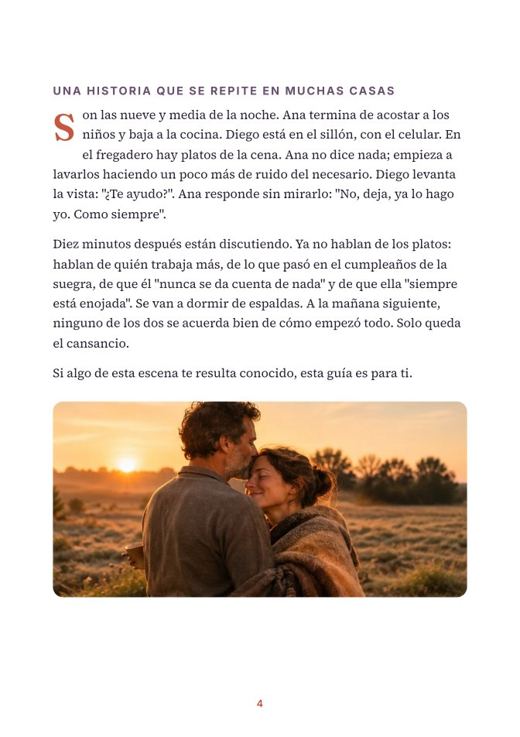 UNA HISTORIA QUE SE REPITE EN MUCHAS CASAS
Son las nueve y media de la noche. Ana termina de acostar a los
niños y baja a la cocina. Diego está en el sillón, con el celular. En
el fregadero hay platos de la cena. Ana no dice nada; empieza a
lavarlos haciendo un poco más de ruido del necesario. Diego levanta
la vista: "¿Te ayudo?". Ana responde sin mirarlo: "No, deja, ya lo hago
yo. Como siempre".
Diez minutos después están discutiendo. Ya no hablan de los platos:
hablan de quién trabaja más, de lo que pasó en el cumpleaños de la
suegra, de que él "nunca se da cuenta de nada" y de que ella "siempre
está enojada". Se van a dormir de espaldas. A la mañana siguiente,
ninguno de los dos se acuerda bien de cómo empezó todo. Solo queda
el cansancio.
Si algo de esta escena te resulta conocido, esta guía es para ti.
4